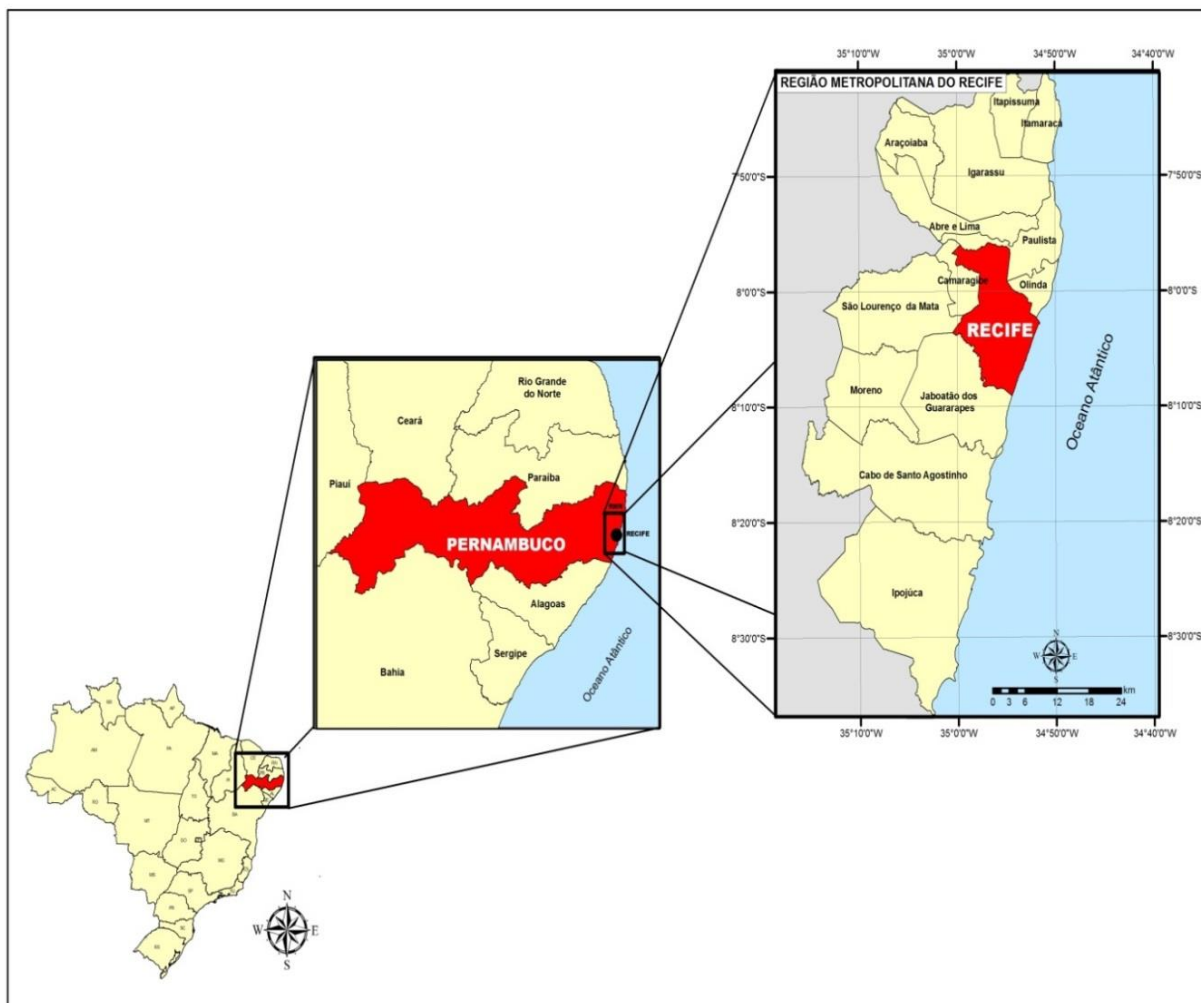 35°10'0"W
35°0'0"W
34°50'0"W
34°40'0"W
REGIÃO METROPOLITANA DO RECIFE
Itapissuma
Itamaracá
Araçoiaba
Igarassu
7°50'0"S
7°50'0"S
Abre e Lima
Paulista
Camaragibe
Olinda
8°0'0"S
8°0'0"S
São Lourenço da Mata
RECIFE
Moreno
Jaboatão dos
Guararapes
8°10'0"S
8°10'0"S
Oceano Atântico
Cabo de Santo Agostinho
8°20'0"S
8°20'0"S
Ipojúca
8°30'0"S
8°30'0"S
N
W E
S
0 3 6 12 18 24 km
35°10'0"W
35°0'0"W
34°50'0"W
34°40'0"W
Rio Grande
do Norte
Ceará
Piauí
Paraíba
RECIFE
PERNAMBUCO
Alagoas
Sergipe
Bahia
Oceano Atântico
N
W E
S